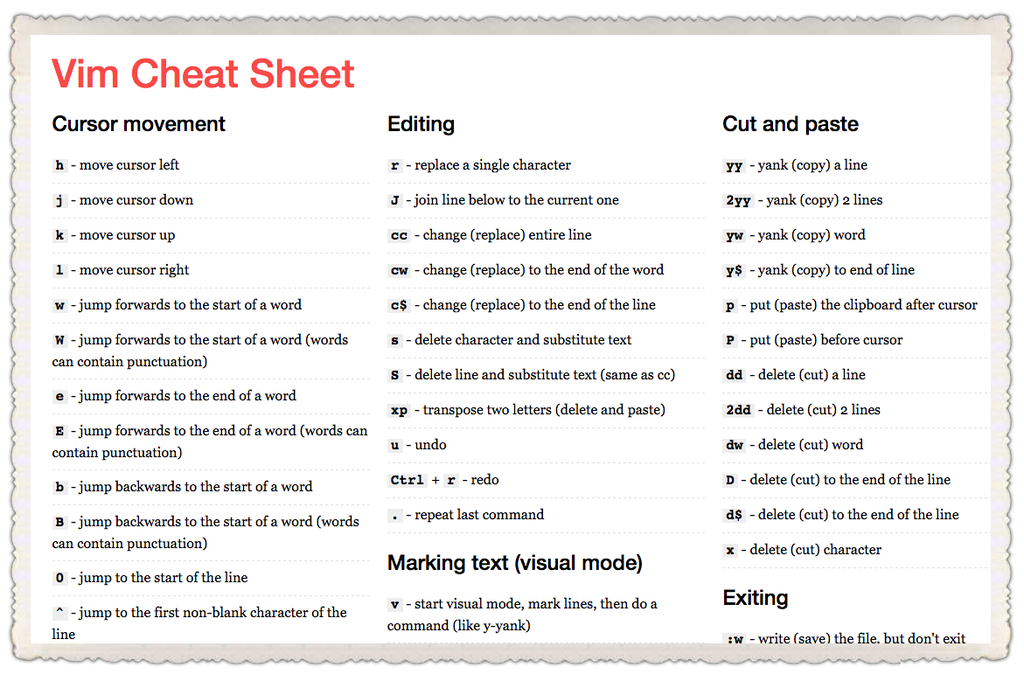 Vim Cheat Sheet
Cursor movement
h - move cursor left
j - move cursor down
k - move cursor up
l - move cursor right
w - jump forwards to the start of a word
W - jump forwards to the start of a word (words
can contain punctuation)
e - jump forwards to the end of a word
E - jump forwards to the end of a word (words can
contain punctuation)
b - jump backwards to the start of a word
B - jump backwards to the start of a word (words
can contain punctuation)
0 - jump to the start of the line
^ - jump to the first non-blank character of the
line
Editing
r - replace a single character
J - join line below to the current one
cc - change (replace) entire line
cw - change (replace) to the end of the word
c$ - change (replace) to the end of the line
s - delete character and substitute text
S - delete line and substitute text (same as cc)
xp - transpose two letters (delete and paste)
u - undo
Ctrl + r - redo
. - repeat last command
Marking text (visual mode)
v - start visual mode, mark lines, then do a
command (like y-yank)
Cut and paste
yy - yank (copy) a line
2yy - yank (copy) 2 lines
yw - yank (copy) word
y$ - yank (copy) to end of line
p - put (paste) the clipboard after cursor
P - put (paste) before cursor
dd - delete (cut) a line
2dd - delete (cut) 2 lines
dw - delete (cut) word
D - delete (cut) to the end of the line
d$ - delete (cut) to the end of the line
x - delete (cut) character
Exiting
:w - write (save) the file, but don't exit